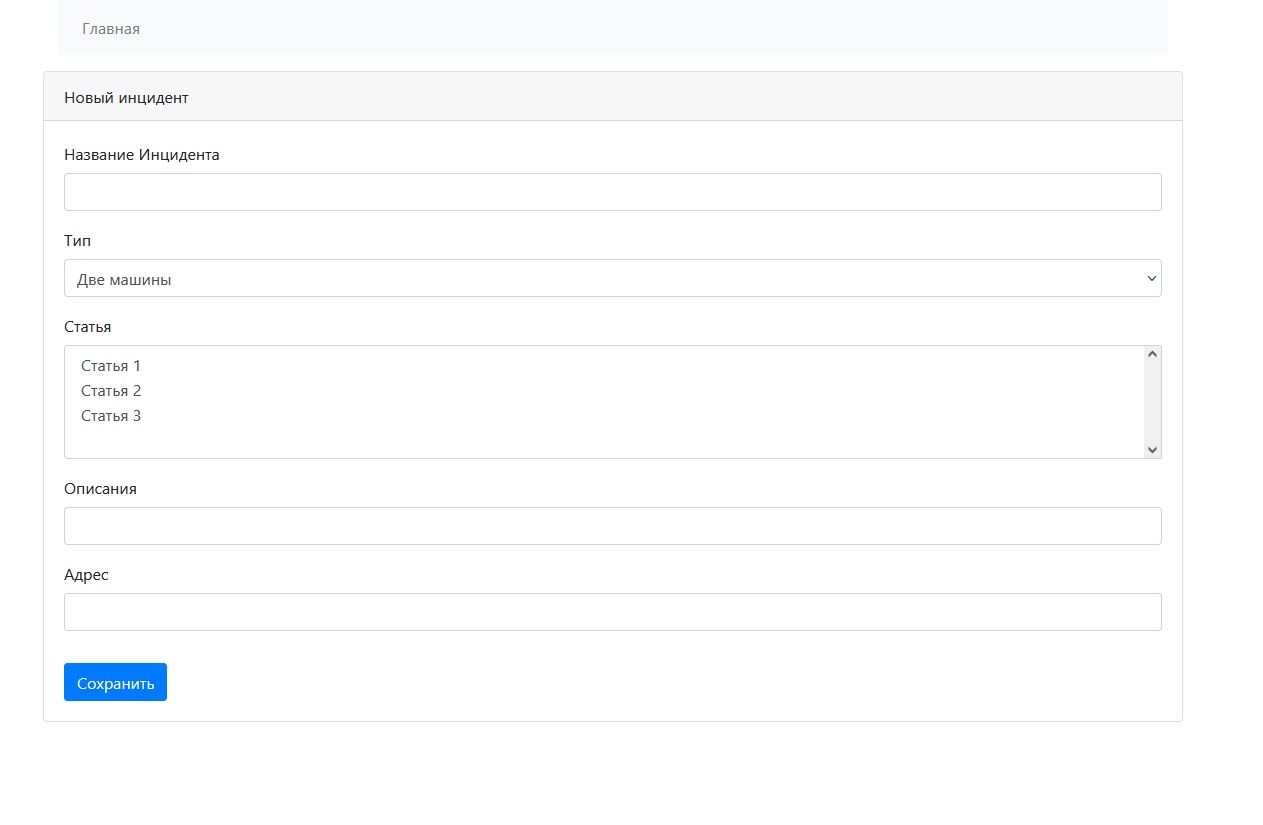 Главная
Новый инцидент
Название Инцидента
Тип
Две машины
Статья
Статья 1
Статья 2
Статья 3
Описания
Адрес
Сохранить